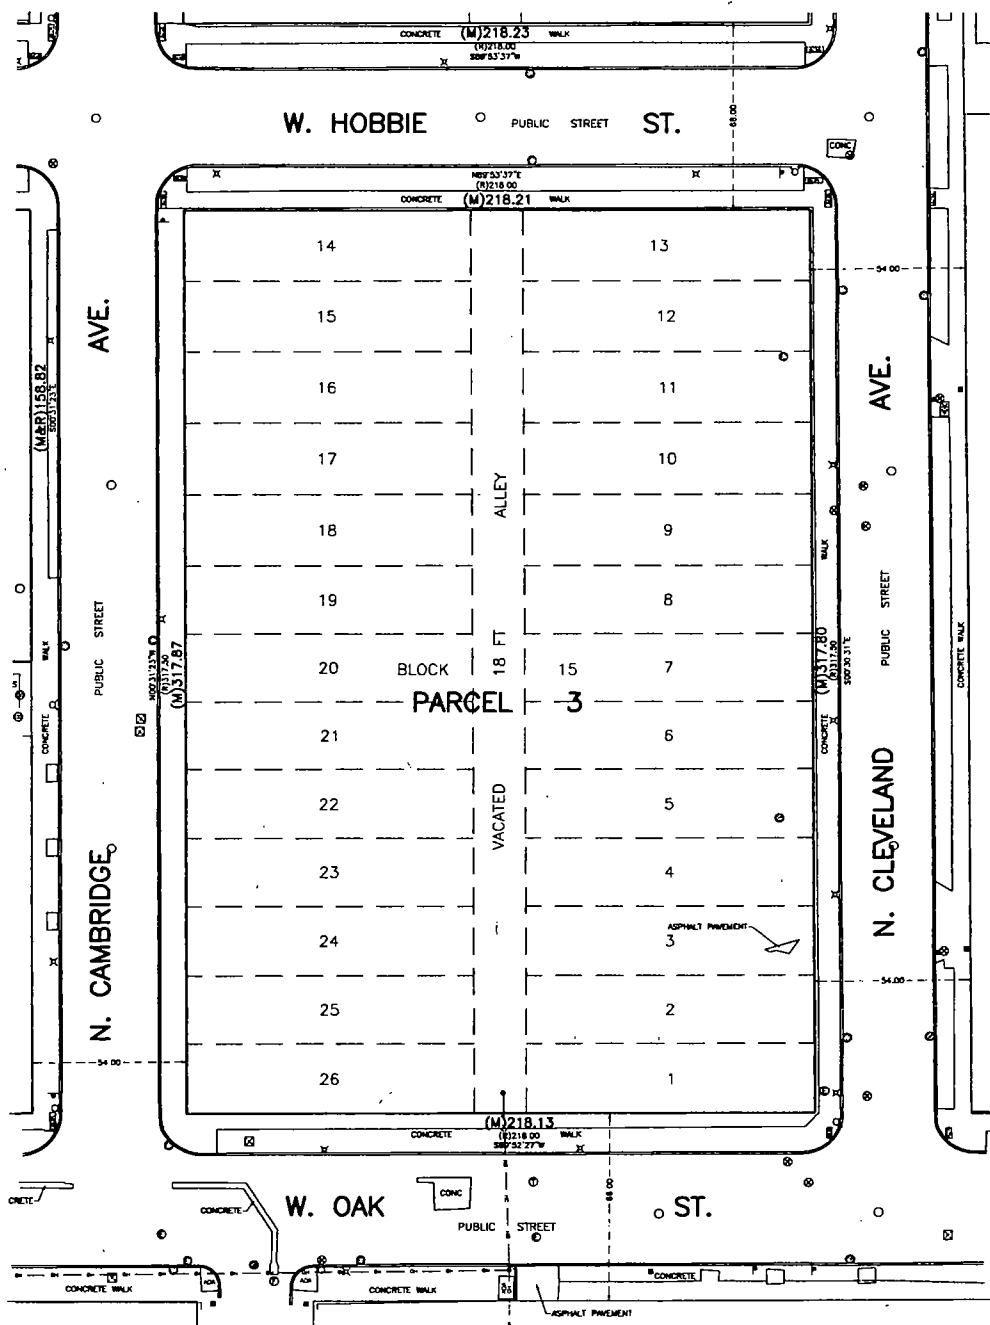 CONCRETE (M)218.23 WALK
(R)218.00
S89°53'37"W
W. HOBBIE PUBLIC STREET ST.
66.00
CONC
N89°53'37"E
(R)218.00
CONCRETE (M)218.21 WALK
14 13
54.00
15 12
AVE.
16 11
AVE.
(M&R)158.82
S00°31'23"E
17 10
ALLEY
18 9
WALK
19 8
PUBLIC STREET
PUBLIC STREET
WALK
CONCRETE WALK
20 BLOCK 18 FT 15 7
N00°31'23"W
(R)317.50
(M)317.87
(M)317.80
(R)317.50
S00°30'31"E
PARCEL 3
CONCRETE
21 6
CONCRETE
22 VACATED 5
N. CLEVELAND
23 4
N. CAMBRIDGE
ASPHALT PAVEMENT
24 3
54.00
25 2
54.00
26 1
(M)218.13
CONCRETE (R)218.00 WALK
S89°52'27"W
66.00
CRETE
CONCRETE
CONC
W. OAK ST.
PUBLIC STREET
ADA
ADA
CONCRETE
CONCRETE WALK
CONCRETE WALK
ASPHALT PAVEMENT